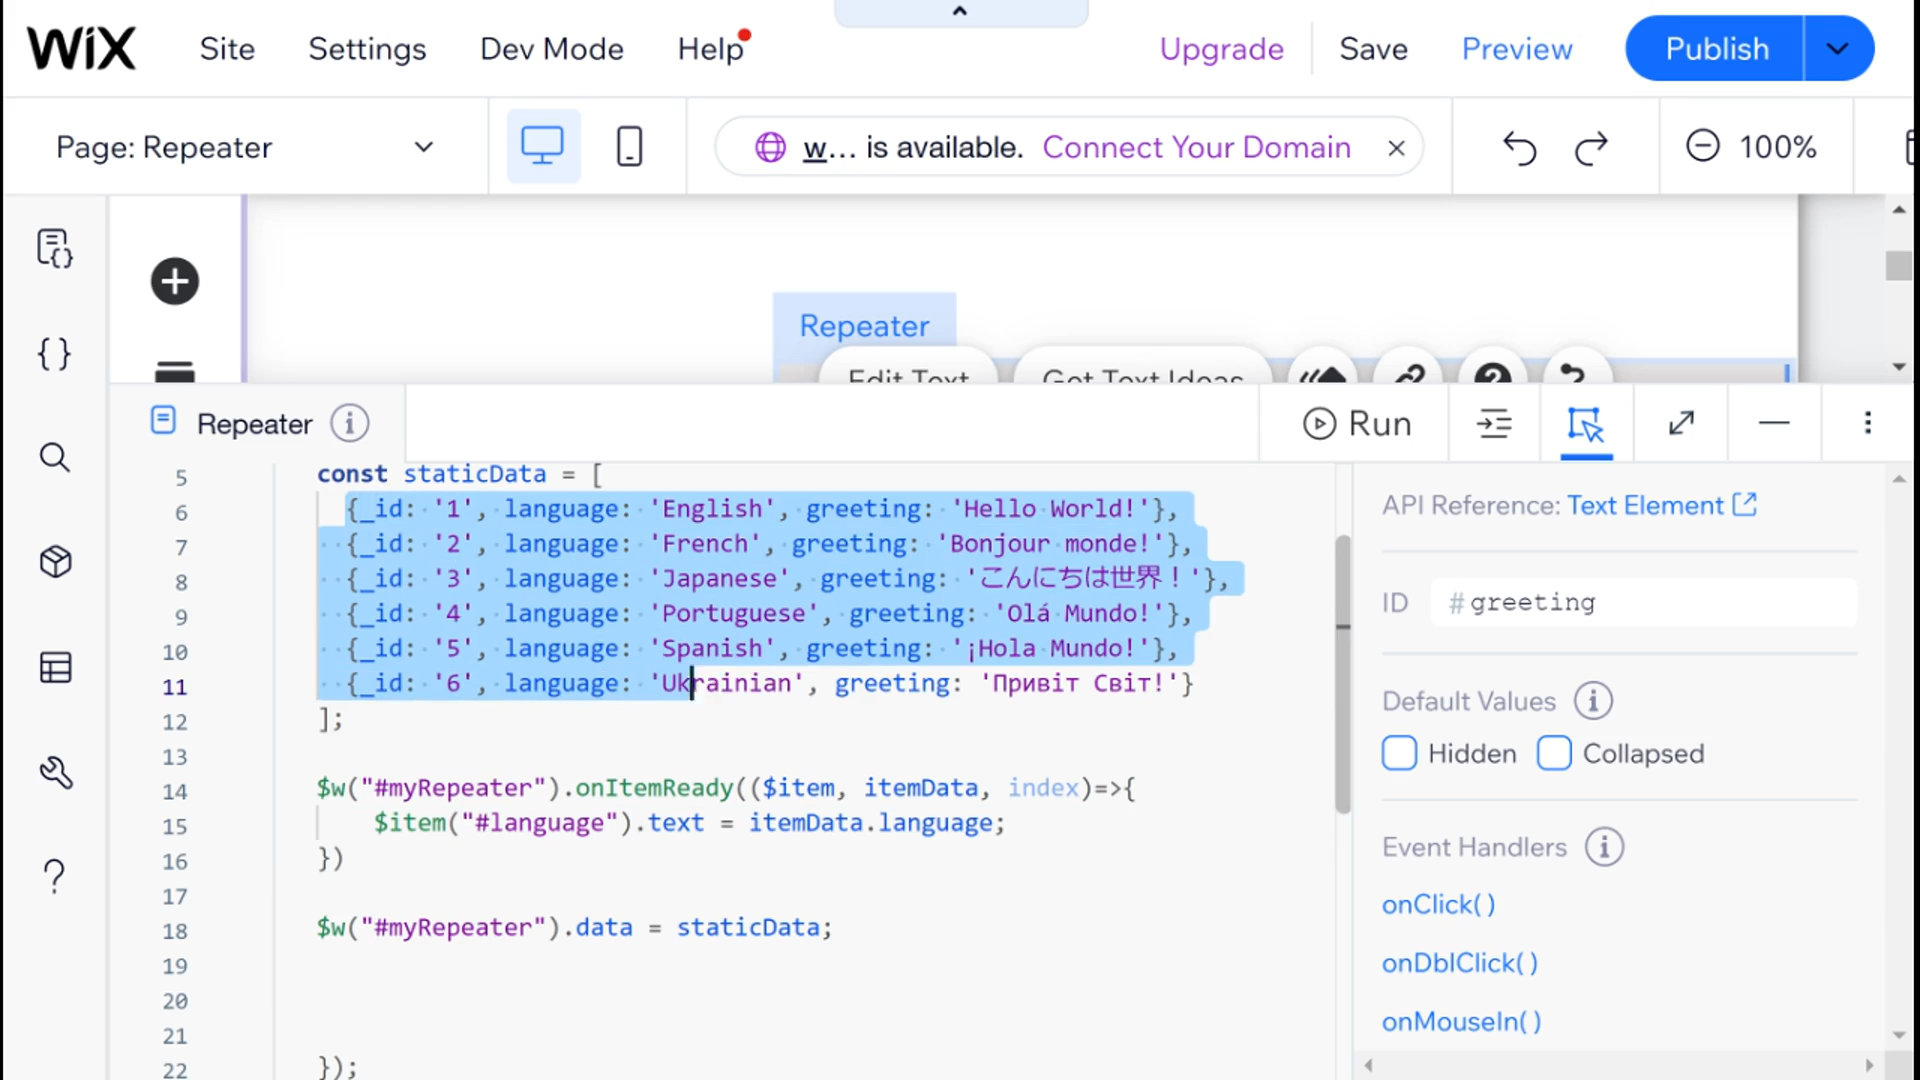 WiX Site Settings Dev Mode Help Upgrade Save Preview Publish
Page: Repeater w... is available. Connect Your Domain 100%
Repeater
Edit Text Get Text Ideas
Repeater Run
5 const staticData = [
6 {_id: '1', language: 'English', greeting: 'Hello World!'},
7 {_id: '2', language: 'French', greeting: 'Bonjour monde!'},
8 {_id: '3', language: 'Japanese', greeting: 'こんにちは世界！'},
9 {_id: '4', language: 'Portuguese', greeting: 'Olá Mundo!'},
10 {_id: '5', language: 'Spanish', greeting: '¡Hola Mundo!'},
11 {_id: '6', language: 'Ukrainian', greeting: 'Привіт Світ!'}
12 ];
13
14 $w("#myRepeater").onItemReady(($item, itemData, index)=>{
15 $item("#language").text = itemData.language;
16 })
17
18 $w("#myRepeater").data = staticData;
19
20
21
22 });
API Reference: Text Element
ID #greeting
Default Values
Hidden Collapsed
Event Handlers
onClick()
onDblClick()
onMouseIn()